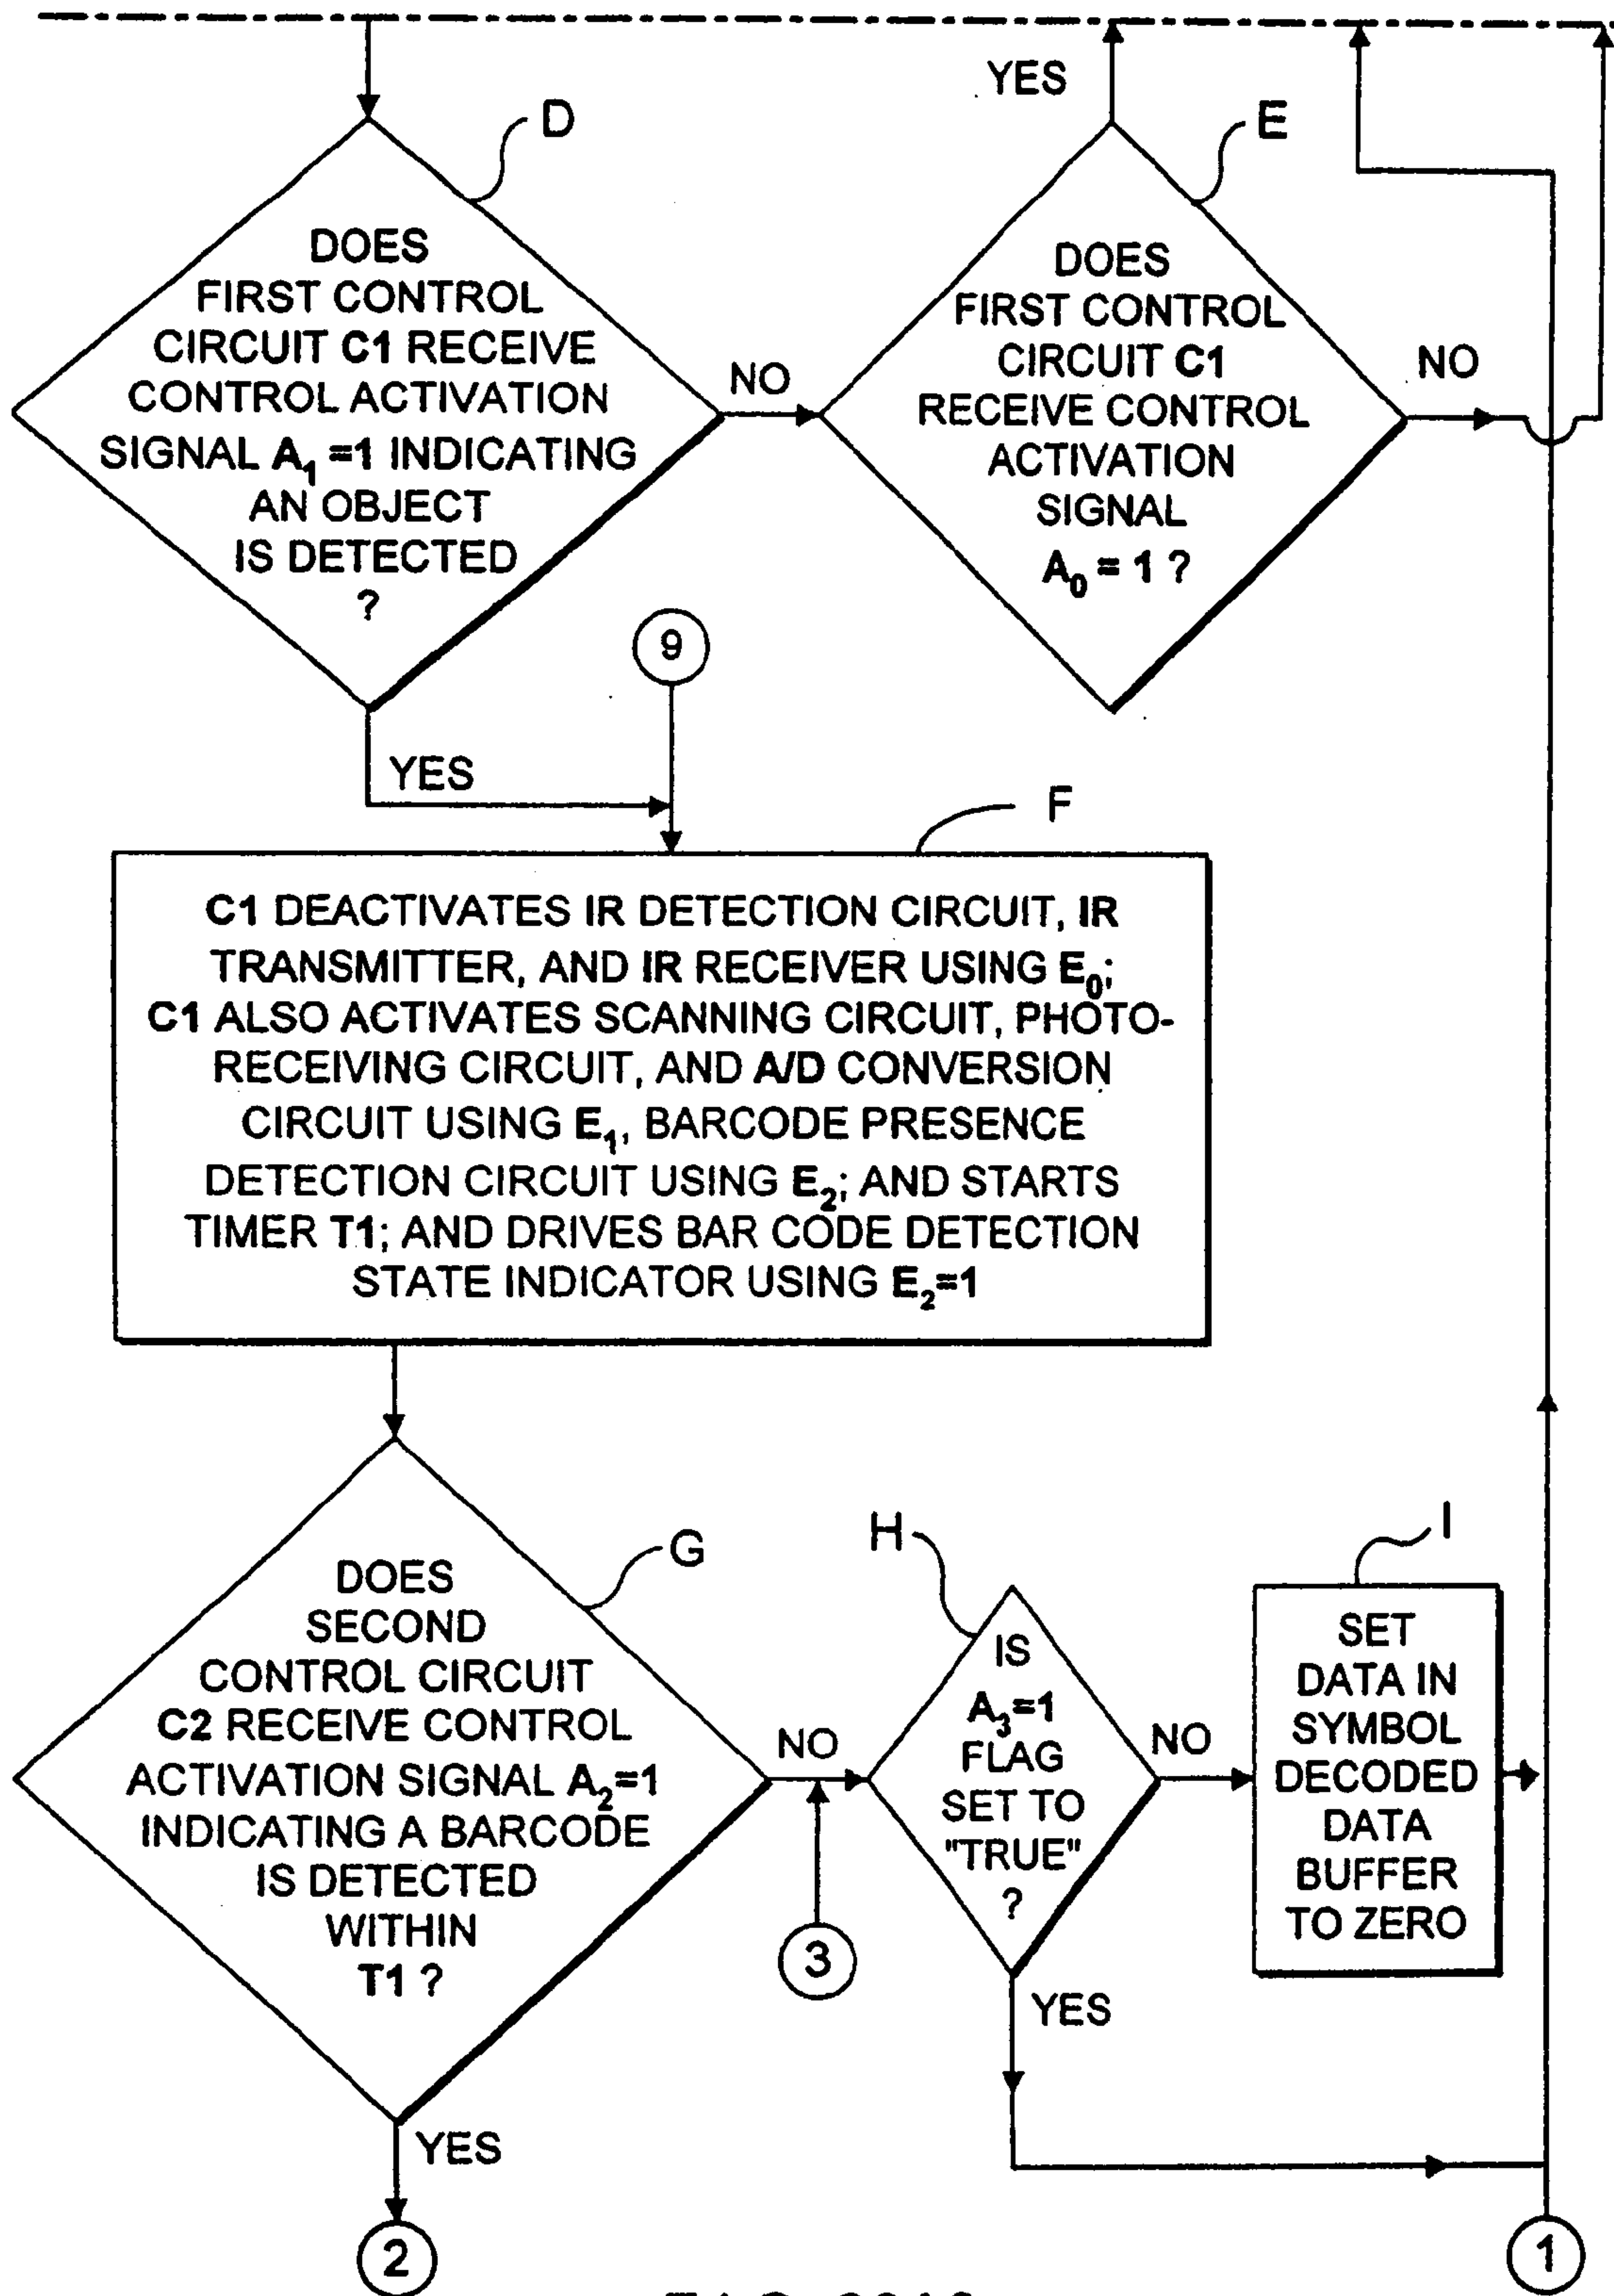 YES
D
E
DOES
FIRST CONTROL
CIRCUIT C1 RECEIVE
CONTROL ACTIVATION
SIGNAL A₁ =1 INDICATING
AN OBJECT
IS DETECTED
?
NO
DOES
FIRST CONTROL
CIRCUIT C1
RECEIVE CONTROL
ACTIVATION
SIGNAL
A₀ = 1 ?
NO
9
YES
F
C1 DEACTIVATES IR DETECTION CIRCUIT, IR
TRANSMITTER, AND IR RECEIVER USING E₀;
C1 ALSO ACTIVATES SCANNING CIRCUIT, PHOTO-
RECEIVING CIRCUIT, AND A/D CONVERSION
CIRCUIT USING E₁, BARCODE PRESENCE
DETECTION CIRCUIT USING E₂; AND STARTS
TIMER T1; AND DRIVES BAR CODE DETECTION
STATE INDICATOR USING E₂=1
G
DOES
SECOND
CONTROL CIRCUIT
C2 RECEIVE CONTROL
ACTIVATION SIGNAL A₂=1
INDICATING A BARCODE
IS DETECTED
WITHIN
T1 ?
NO
3
H
IS
A₃=1
FLAG
SET TO
"TRUE"
?
NO
I
SET
DATA IN
SYMBOL
DECODED
DATA
BUFFER
TO ZERO
YES
YES
2
1